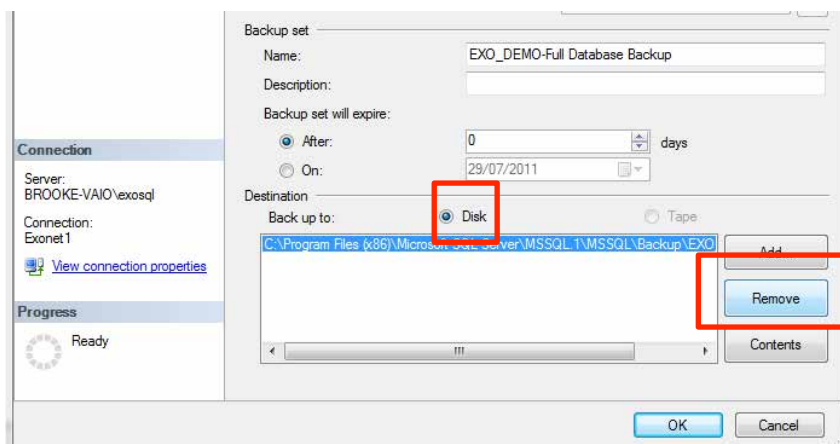 Backup set
Name: EXO_DEMO-Full Database Backup
Description:
Backup set will expire:
After: 0 days
On: 29/07/2011
Destination
Back up to: Disk Tape
C:\Program Files (x86)\Microsoft SQL Server\MSSQL.1\MSSQL\Backup\EXO
Add...
Remove
Contents
Connection
Server:
BROOKE-VAIO\exosql
Connection:
Exonet1
View connection properties
Progress
Ready
OK Cancel